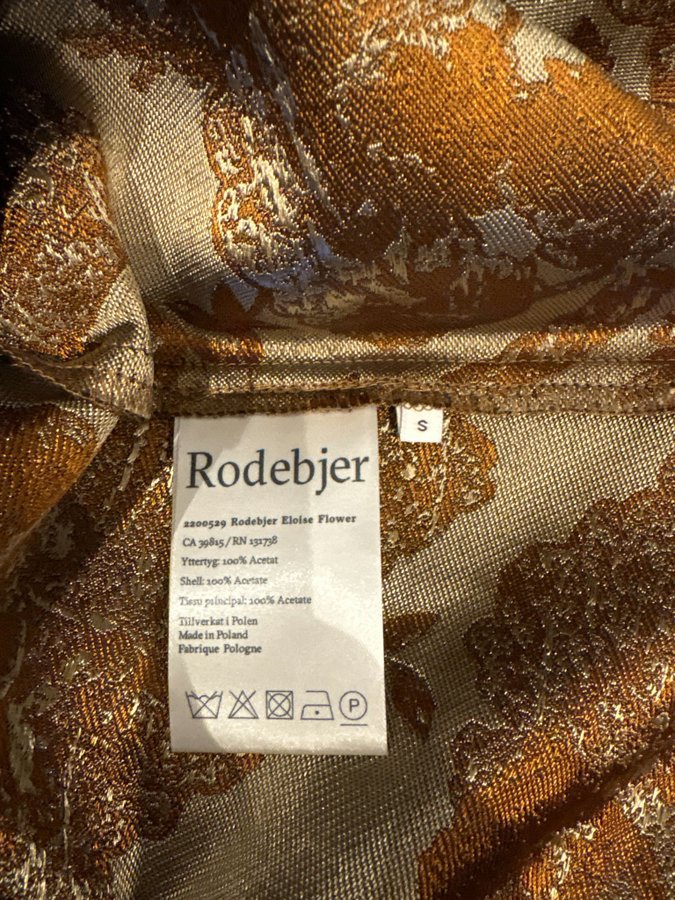 Rodebjer
S
2200529 Rodebjer Eloise Flower
CA 39815/RN 131738
Yttertyg: 100% Acetat
Shell: 100% Acetate
Tissu principal: 100% Acetate
Tillverkat i Polen
Made in Poland
Fabrique Pologne
P